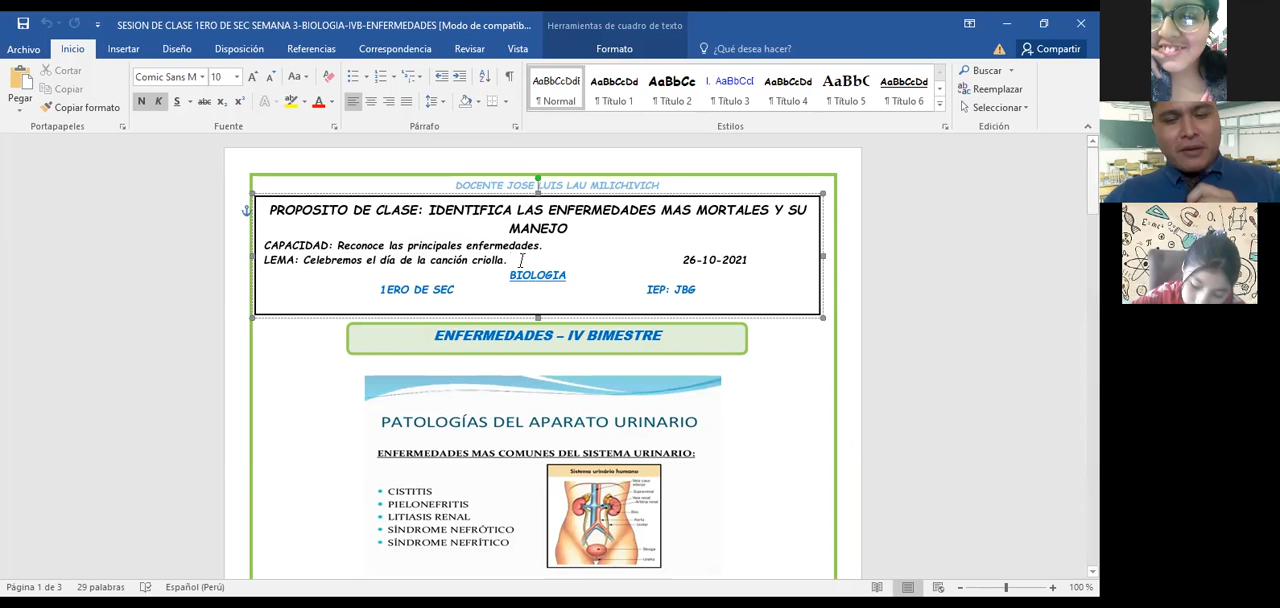 SESION DE CLASE 1ERO DE SEC SEMANA 3-BIOLOGIA-IVB-ENFERMEDADES [Modo de compatib...
Herramientas de cuadro de texto
Archivo
Inicio
Insertar
Diseño
Disposición
Referencias
Correspondencia
Revisar
Vista
Formato
¿Qué desea hacer?
Compartir
Pegar
Cortar
Copiar
Copiar formato
Portapapeles
Comic Sans M
10
N K S abc x₂ x²
Fuente
Párrafo
AaBbCcDdI AaBbCcDd AaBbCc I. AaBbCcI AaBbCcDd AaBbC AaBbCcDd
¶ Normal ¶ Título 1 ¶ Título 2 ¶ Título 3 ¶ Título 4 ¶ Título 5 ¶ Título 6
Estilos
Buscar
Reemplazar
Seleccionar
Edición
DOCENTE JOSE LUIS LAU MILICHIVICH
PROPOSITO DE CLASE: IDENTIFICA LAS ENFERMEDADES MAS MORTALES Y SU
MANEJO
CAPACIDAD: Reconoce las principales enfermedades.
LEMA: Celebremos el día de la canción criolla. 26-10-2021
BIOLOGIA
1ERO DE SEC IEP: JBG
ENFERMEDADES – IV BIMESTRE
PATOLOGÍAS DEL APARATO URINARIO
ENFERMEDADES MAS COMUNES DEL SISTEMA URINARIO:
• CISTITIS
• PIELONEFRITIS
• LITIASIS RENAL
• SÍNDROME NEFRÓTICO
• SÍNDROME NEFRÍTICO
Sistema urinário humano
Página 1 de 3 29 palabras Español (Perú) 100 %